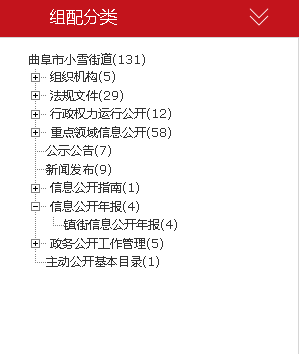 组配分类
曲阜市小雪街道(131)
组织机构(5)
法规文件(29)
行政权力运行公开(12)
重点领域信息公开(58)
公示公告(7)
新闻发布(9)
信息公开指南(1)
信息公开年报(4)
镇街信息公开年报(4)
政务公开工作管理(5)
主动公开基本目录(1)